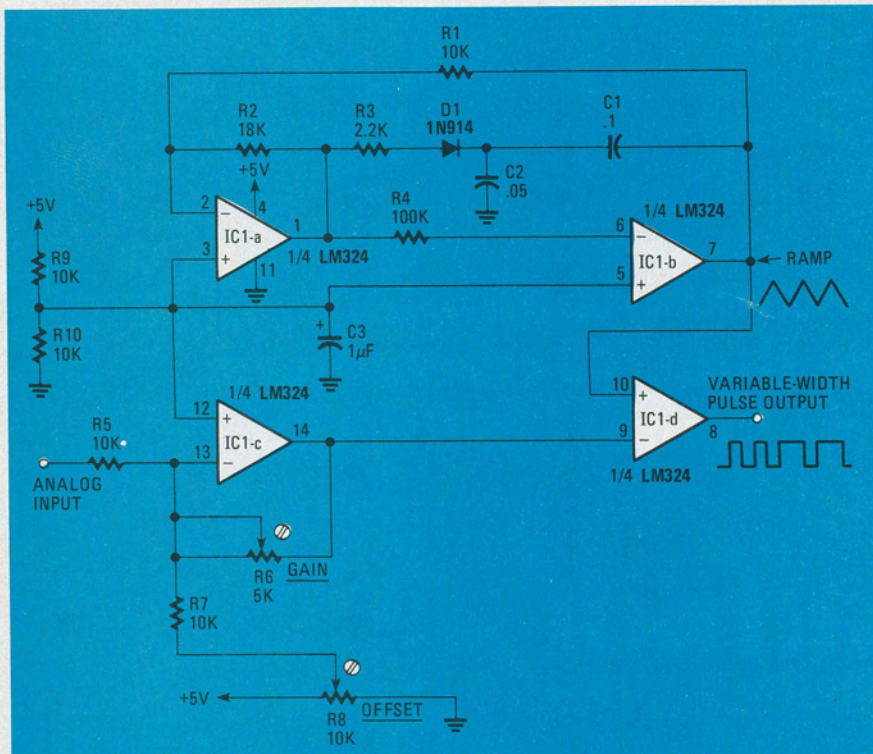 R1
10K
R2
18K
R3
2.2K
D1
1N914
C1
.1
+5V
C2
.05
R4
100K
2
−
4
1
IC1-a
3
+
11
1/4 LM324
1/4 LM324
6
−
7
IC1-b
5
+
RAMP
+5V
R9
10K
R10
10K
+
C3
1µF
1/4 LM324
R5
10K
12
+
14
IC1-c
13
−
ANALOG
INPUT
10
+
IC1-d
9
−
8
VARIABLE-WIDTH
PULSE OUTPUT
1/4 LM324
R6
5K
GAIN
R7
10K
+5V
R8
10K
OFFSET